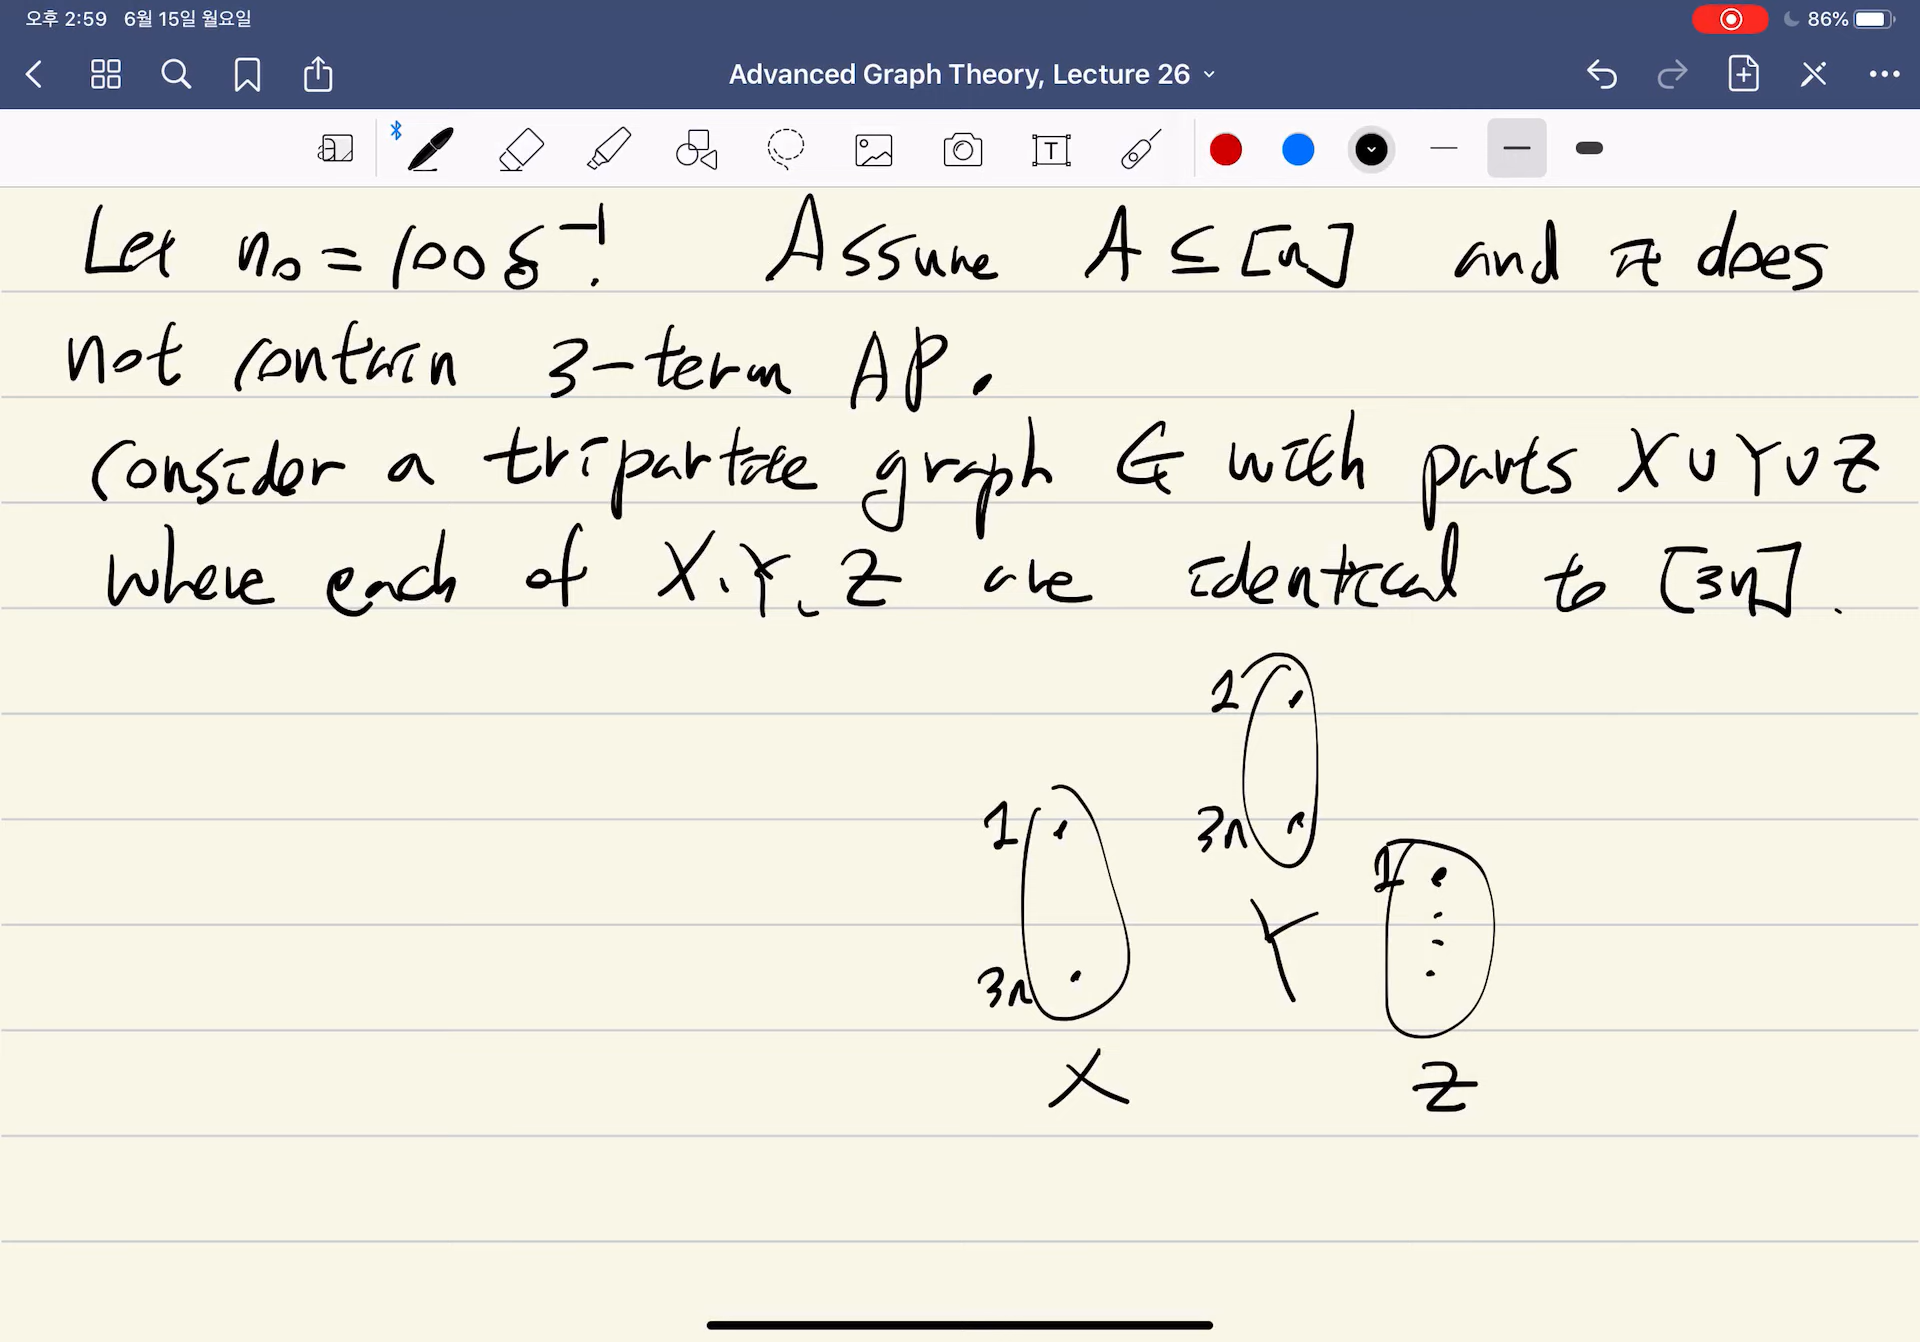 오후 2:59 6월 15일 월요일
86%
Advanced Graph Theory, Lecture 26
Let n₀ = 100δ⁻¹. Assume A ⊆ [n] and it does
not contain 3-term AP.
Consider a tripartite graph G with parts X∪Y∪Z
where each of X, Y, Z are identical to [3n].
1
3n
Y
1
3n
X
1
Z